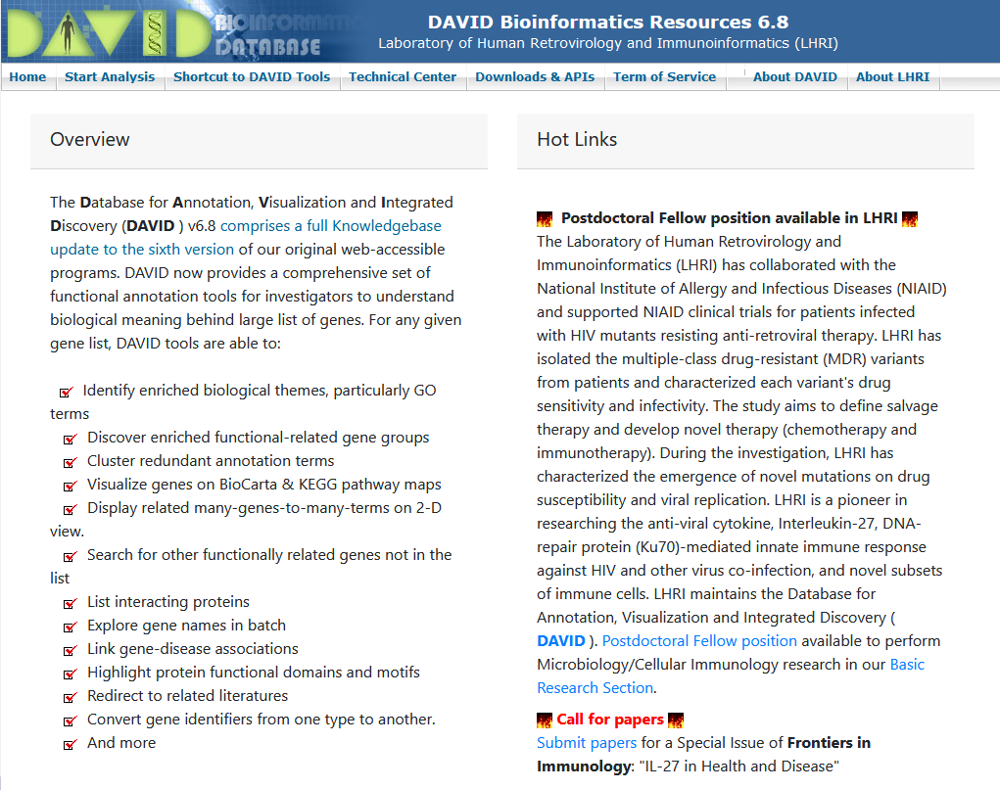 DAVID BIOINFORMATICS
DATABASE
DAVID Bioinformatics Resources 6.8
Laboratory of Human Retrovirology and Immunoinformatics (LHRI)
Home Start Analysis Shortcut to DAVID Tools Technical Center Downloads & APIs Term of Service About DAVID About LHRI
Overview
The Database for Annotation, Visualization and Integrated
Discovery (DAVID ) v6.8 comprises a full Knowledgebase
update to the sixth version of our original web-accessible
programs. DAVID now provides a comprehensive set of
functional annotation tools for investigators to understand
biological meaning behind large list of genes. For any given
gene list, DAVID tools are able to:
Identify enriched biological themes, particularly GO
terms
Discover enriched functional-related gene groups
Cluster redundant annotation terms
Visualize genes on BioCarta & KEGG pathway maps
Display related many-genes-to-many-terms on 2-D
view.
Search for other functionally related genes not in the
list
List interacting proteins
Explore gene names in batch
Link gene-disease associations
Highlight protein functional domains and motifs
Redirect to related literatures
Convert gene identifiers from one type to another.
And more
Hot Links
Postdoctoral Fellow position available in LHRI
The Laboratory of Human Retrovirology and
Immunoinformatics (LHRI) has collaborated with the
National Institute of Allergy and Infectious Diseases (NIAID)
and supported NIAID clinical trials for patients infected
with HIV mutants resisting anti-retroviral therapy. LHRI has
isolated the multiple-class drug-resistant (MDR) variants
from patients and characterized each variant's drug
sensitivity and infectivity. The study aims to define salvage
therapy and develop novel therapy (chemotherapy and
immunotherapy). During the investigation, LHRI has
characterized the emergence of novel mutations on drug
susceptibility and viral replication. LHRI is a pioneer in
researching the anti-viral cytokine, Interleukin-27, DNA-
repair protein (Ku70)-mediated innate immune response
against HIV and other virus co-infection, and novel subsets
of immune cells. LHRI maintains the Database for
Annotation, Visualization and Integrated Discovery (
DAVID ). Postdoctoral Fellow position available to perform
Microbiology/Cellular Immunology research in our Basic
Research Section.
Call for papers
Submit papers for a Special Issue of Frontiers in
Immunology: "IL-27 in Health and Disease"